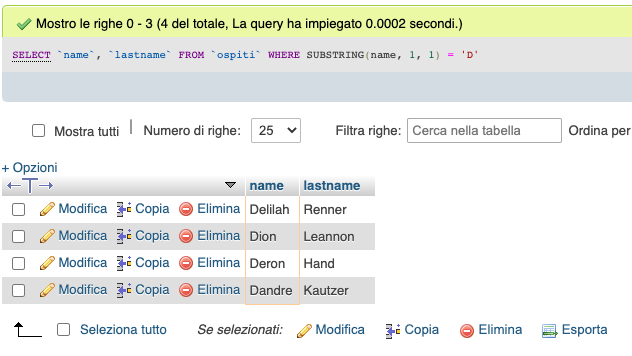 Mostro le righe 0 - 3 (4 del totale, La query ha impiegato 0.0002 secondi.)
SELECT `name`, `lastname` FROM `ospiti` WHERE SUBSTRING(name, 1, 1) = 'D'
Mostra tutti | Numero di righe: 25 Filtra righe: Cerca nella tabella Ordina per
+ Opzioni
←T→ name lastname
Modifica Copia Elimina Delilah Renner
Modifica Copia Elimina Dion Leannon
Modifica Copia Elimina Deron Hand
Modifica Copia Elimina Dandre Kautzer
Seleziona tutto Se selezionati: Modifica Copia Elimina Esporta